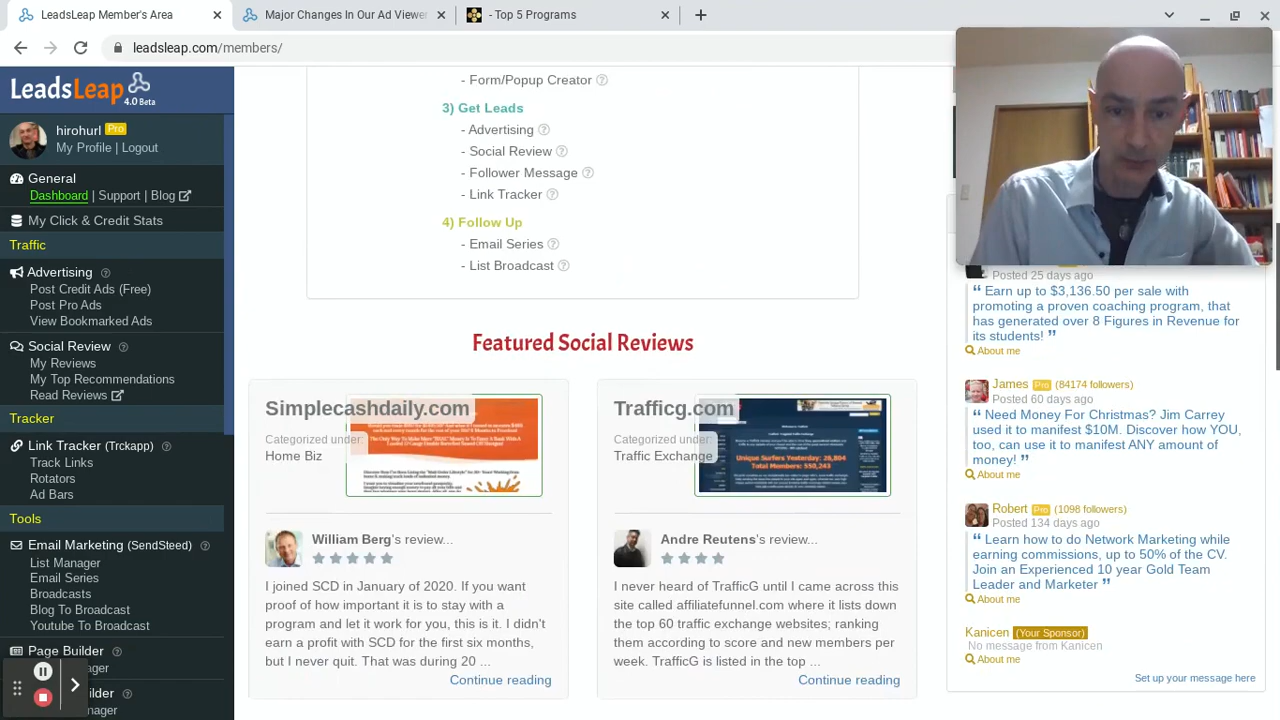 LeadsLeap Member's Area
Major Changes In Our Ad Viewer
- Top 5 Programs
leadsleap.com/members/
LeadsLeap
4.0 Beta
hirohurl Pro
My Profile | Logout
General
Dashboard | Support | Blog
My Click & Credit Stats
Traffic
Advertising
Post Credit Ads (Free)
Post Pro Ads
View Bookmarked Ads
Social Review
My Reviews
My Top Recommendations
Read Reviews
Tracker
Link Tracker (Trckapp)
Track Links
Rotators
Ad Bars
Tools
Email Marketing (SendSteed)
List Manager
Email Series
Broadcasts
Blog To Broadcast
Youtube To Broadcast
Page Builder
- Form/Popup Creator
3) Get Leads
- Advertising
- Social Review
- Follower Message
- Link Tracker
4) Follow Up
- Email Series
- List Broadcast
Featured Social Reviews
Simplecashdaily.com
Categorized under:
Home Biz
William Berg's review...
I joined SCD in January of 2020. If you want
proof of how important it is to stay with a
program and let it work for you, this is it. I didn't
earn a profit with SCD for the first six months,
but I never quit. That was during 20 ...
Continue reading
Trafficg.com
Categorized under:
Traffic Exchange
Unique Surfers Yesterday: 28,804
Total Members: 550,243
Andre Reutens's review...
I never heard of TrafficG until I came across this
site called affiliatefunnel.com where it lists down
the top 60 traffic exchange websites; ranking
them according to score and new members per
week. TrafficG is listed in the top ...
Continue reading
Posted 25 days ago
Earn up to $3,136.50 per sale with
promoting a proven coaching program, that
has generated over 8 Figures in Revenue for
its students!
About me
James Pro (84174 followers)
Posted 60 days ago
Need Money For Christmas? Jim Carrey
used it to manifest $10M. Discover how YOU,
too, can use it to manifest ANY amount of
money!
About me
Robert Pro (1098 followers)
Posted 134 days ago
Learn how to do Network Marketing while
earning commissions, up to 50% of the CV.
Join an Experienced 10 year Gold Team
Leader and Marketer
About me
Kanicen (Your Sponsor)
No message from Kanicen
About me
Set up your message here